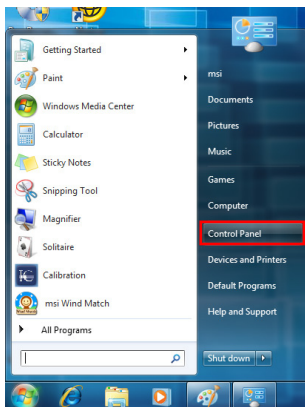 Getting Started
Paint
Windows Media Center
Calculator
Sticky Notes
Snipping Tool
Magnifier
Solitaire
Calibration
msi Wind Match
All Programs
msi
Documents
Pictures
Music
Games
Computer
Control Panel
Devices and Printers
Default Programs
Help and Support
Shut down